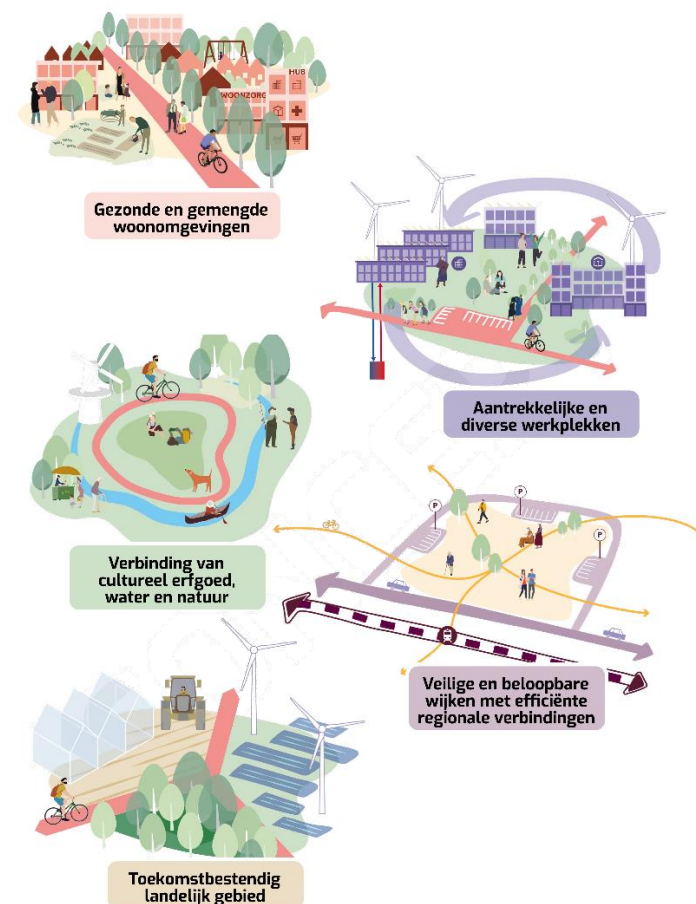 HUB
WOONZORG
Gezonde en gemengde
woonomgevingen
Aantrekkelijke en
diverse werkplekken
Verbinding van
cultureel erfgoed,
water en natuur
P
P
P
Veilige en beloopbare
wijken met efficiënte
regionale verbindingen
Toekomstbestendig
landelijk gebied